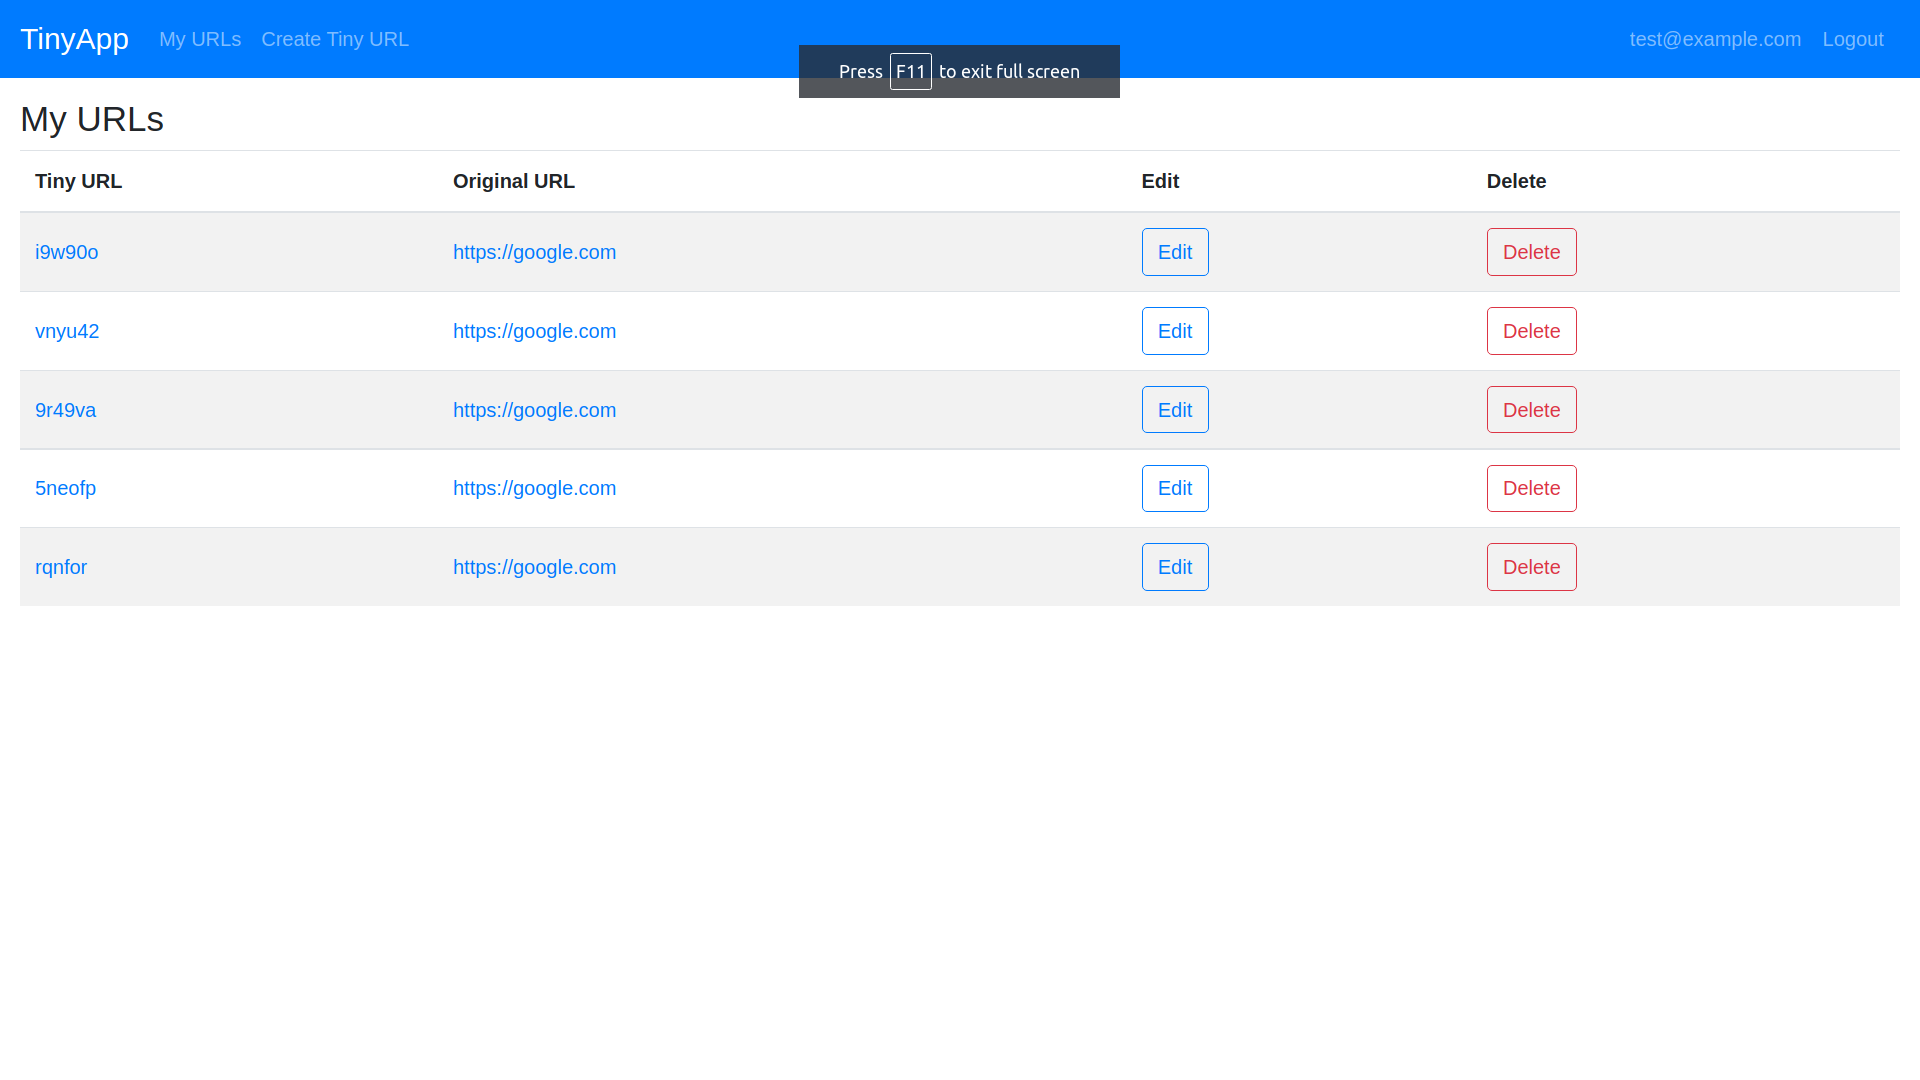 TinyApp My URLs Create Tiny URL test@example.com Logout
Press F11 to exit full screen
My URLs
Tiny URL Original URL Edit Delete
i9w90o https://google.com Edit Delete
vnyu42 https://google.com Edit Delete
9r49va https://google.com Edit Delete
5neofp https://google.com Edit Delete
rqnfor https://google.com Edit Delete